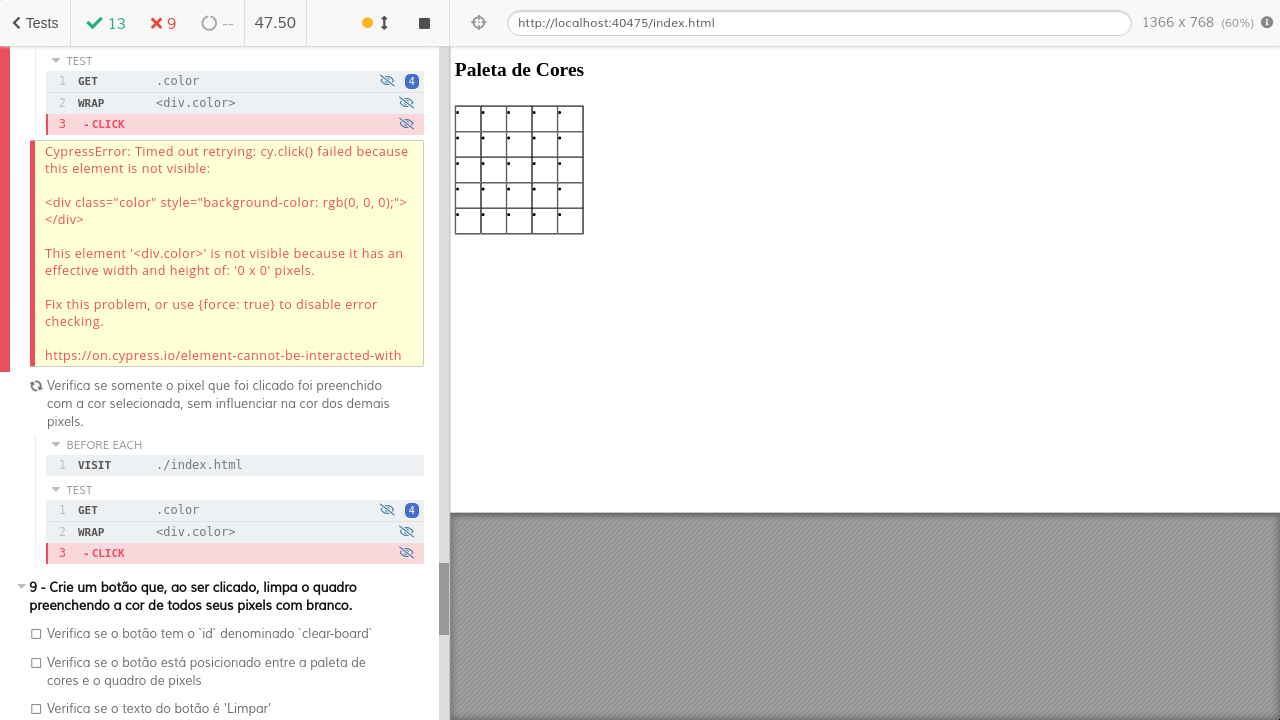 Tests
13
9
--
47.50
http://localhost:40475/index.html
1366 x 768 (60%)
TEST
1 GET .color 4
2 WRAP <div.color>
3 -CLICK
CypressError: Timed out retrying: cy.click() failed because
this element is not visible:
<div class="color" style="background-color: rgb(0, 0, 0);">
</div>
This element '<div.color>' is not visible because it has an
effective width and height of: '0 x 0' pixels.
Fix this problem, or use {force: true} to disable error
checking.
https://on.cypress.io/element-cannot-be-interacted-with
Verifica se somente o pixel que foi clicado foi preenchido
com a cor selecionada, sem influenciar na cor dos demais
pixels.
BEFORE EACH
1 VISIT ./index.html
TEST
1 GET .color 4
2 WRAP <div.color>
3 -CLICK
9 - Crie um botão que, ao ser clicado, limpa o quadro
preenchendo a cor de todos seus pixels com branco.
Verifica se o botão tem o `id` denominado `clear-board`
Verifica se o botão está posicionado entre a paleta de
cores e o quadro de pixels
Verifica se o texto do botão é 'Limpar'
Paleta de Cores